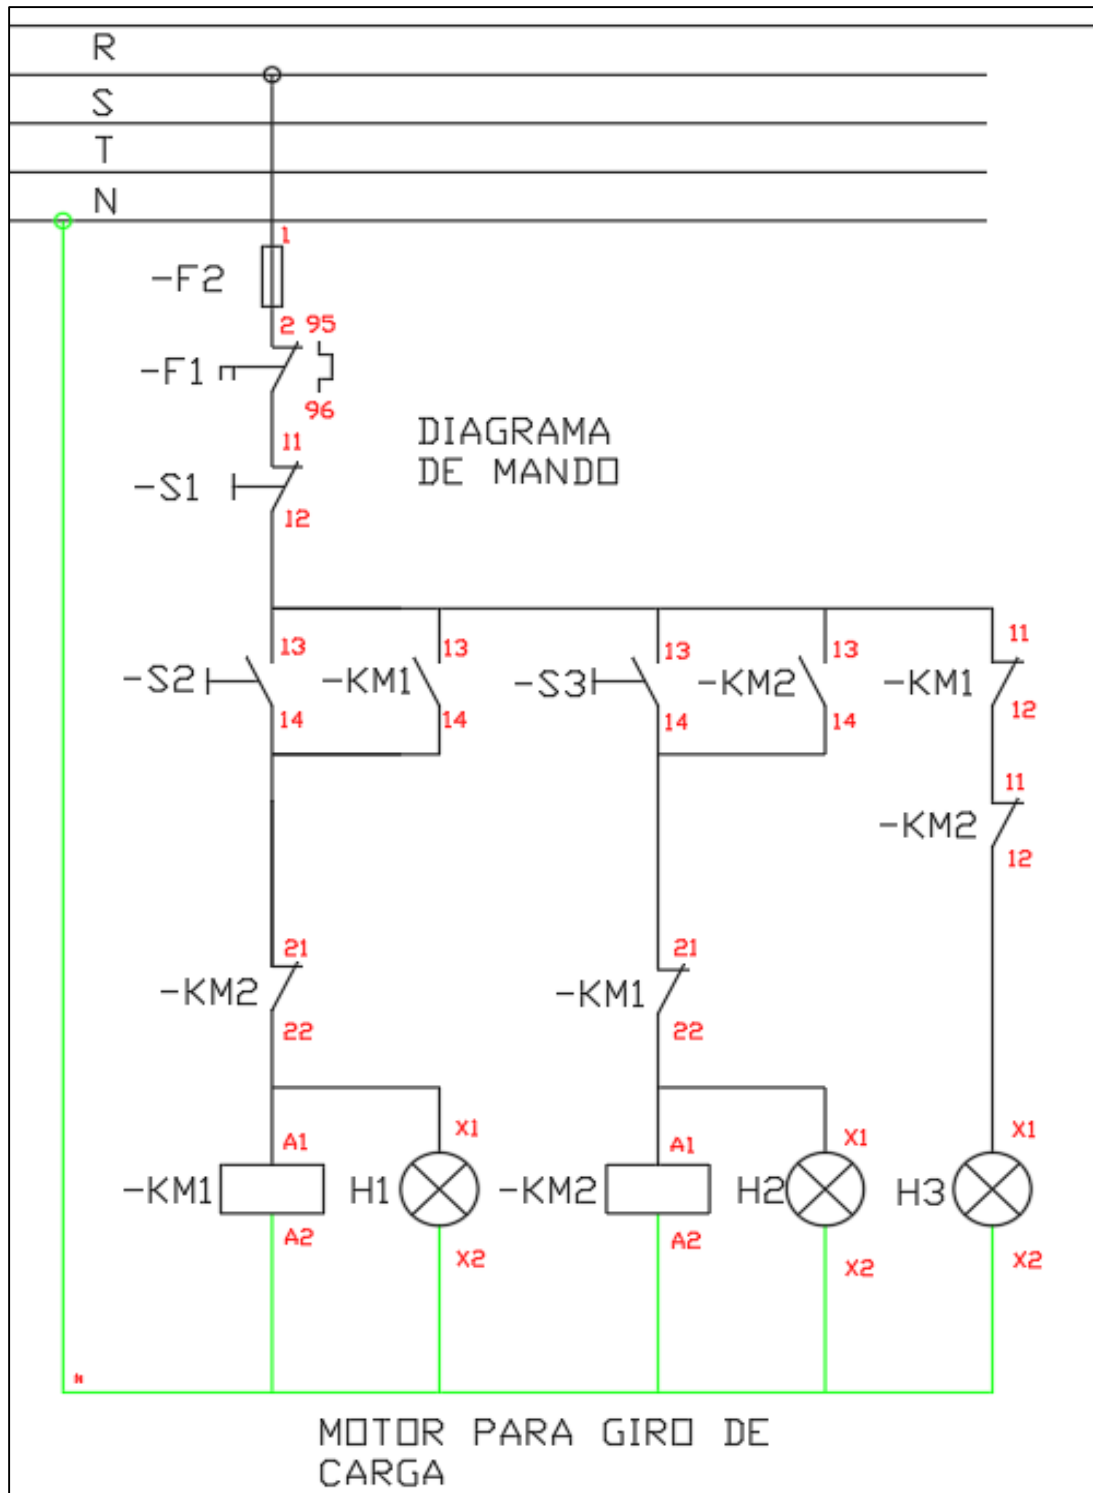 R
S
T
N
1
-F2
2 95
-F1
96
DIAGRAMA
DE MANDO
11
-S1
12
13 13 13 13 11
-S2 -KM1 -S3 -KM2 -KM1
14 14 14 14 12
11
-KM2
12
21 21
-KM2 -KM1
22 22
A1 X1 A1 X1 X1
-KM1 H1 -KM2 H2 H3
A2 X2 A2 X2 X2
N
MOTOR PARA GIRO DE
CARGA